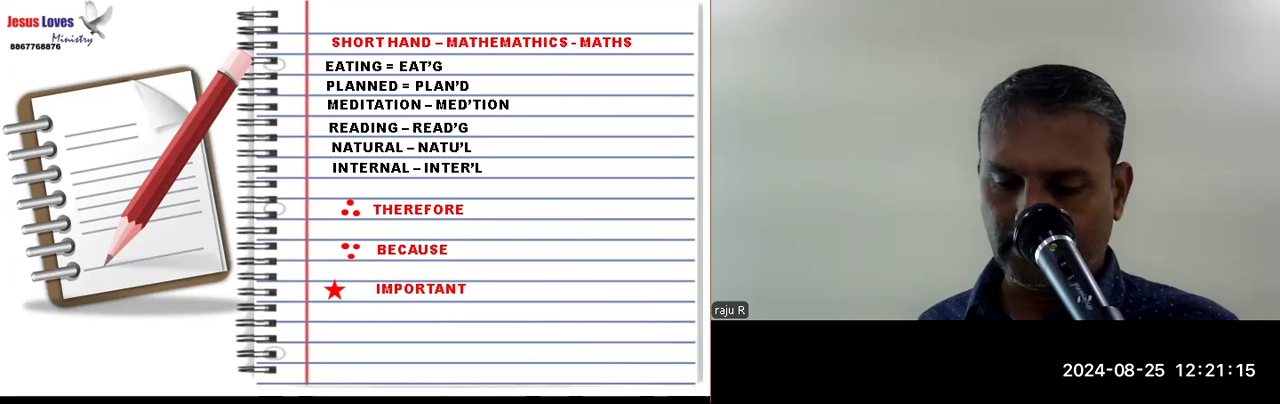 Jesus Loves
Ministry
8867768876
SHORT HAND – MATHEMATHICS - MATHS
EATING = EAT'G
PLANNED = PLAN'D
MEDITATION – MED'TION
READING – READ'G
NATURAL – NATU'L
INTERNAL – INTER'L
∴ THEREFORE
∵ BECAUSE
★ IMPORTANT
raju R
2024-08-25 12:21:15